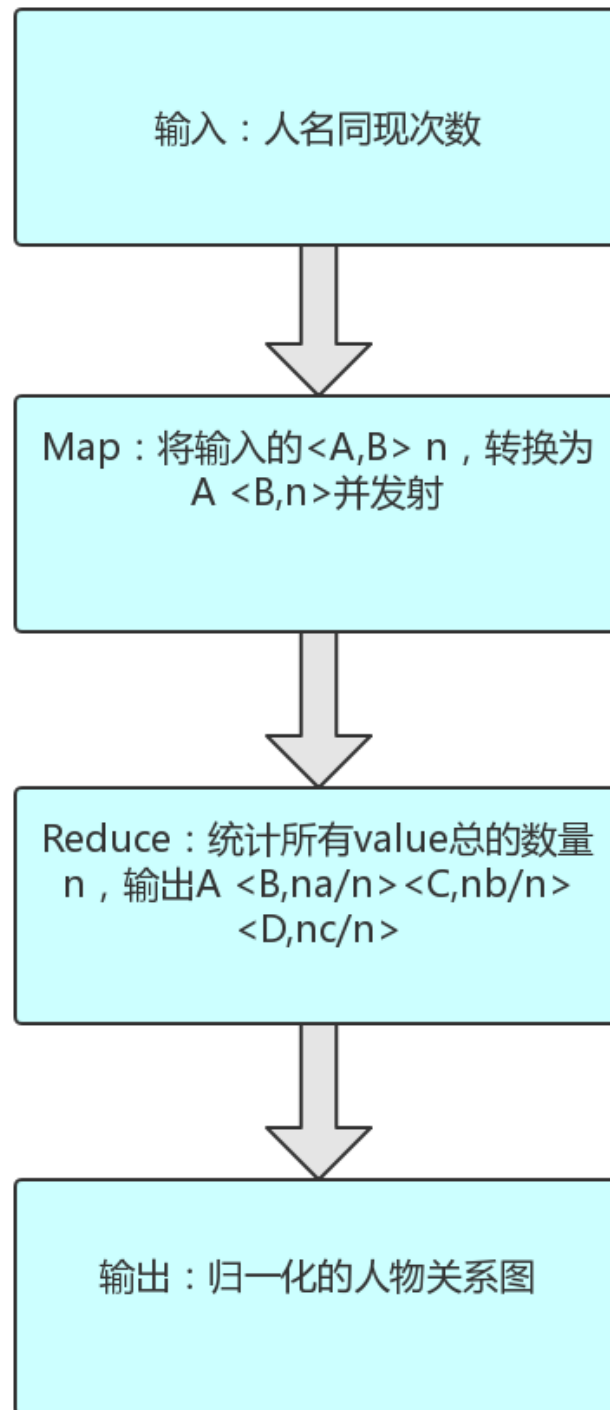 输入：人名同现次数
Map：将输入的<A,B> n，转换为
A <B,n>并发射
Reduce：统计所有value总的数量
n，输出A <B,na/n><C,nb/n>
<D,nc/n>
输出：归一化的人物关系图